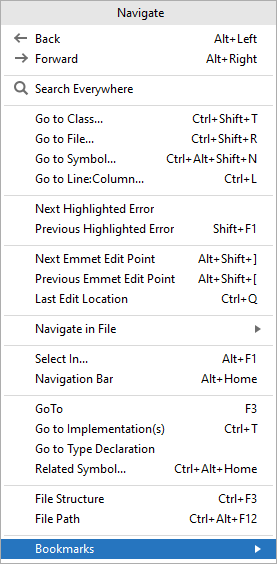 Navigate
Back Alt+Left
Forward Alt+Right
Search Everywhere
Go to Class... Ctrl+Shift+T
Go to File... Ctrl+Shift+R
Go to Symbol... Ctrl+Alt+Shift+N
Go to Line:Column... Ctrl+L
Next Highlighted Error
Previous Highlighted Error Shift+F1
Next Emmet Edit Point Alt+Shift+]
Previous Emmet Edit Point Alt+Shift+[
Last Edit Location Ctrl+Q
Navigate in File
Select In... Alt+F1
Navigation Bar Alt+Home
GoTo F3
Go to Implementation(s) Ctrl+T
Go to Type Declaration
Related Symbol... Ctrl+Alt+Home
File Structure Ctrl+F3
File Path Ctrl+Alt+F12
Bookmarks